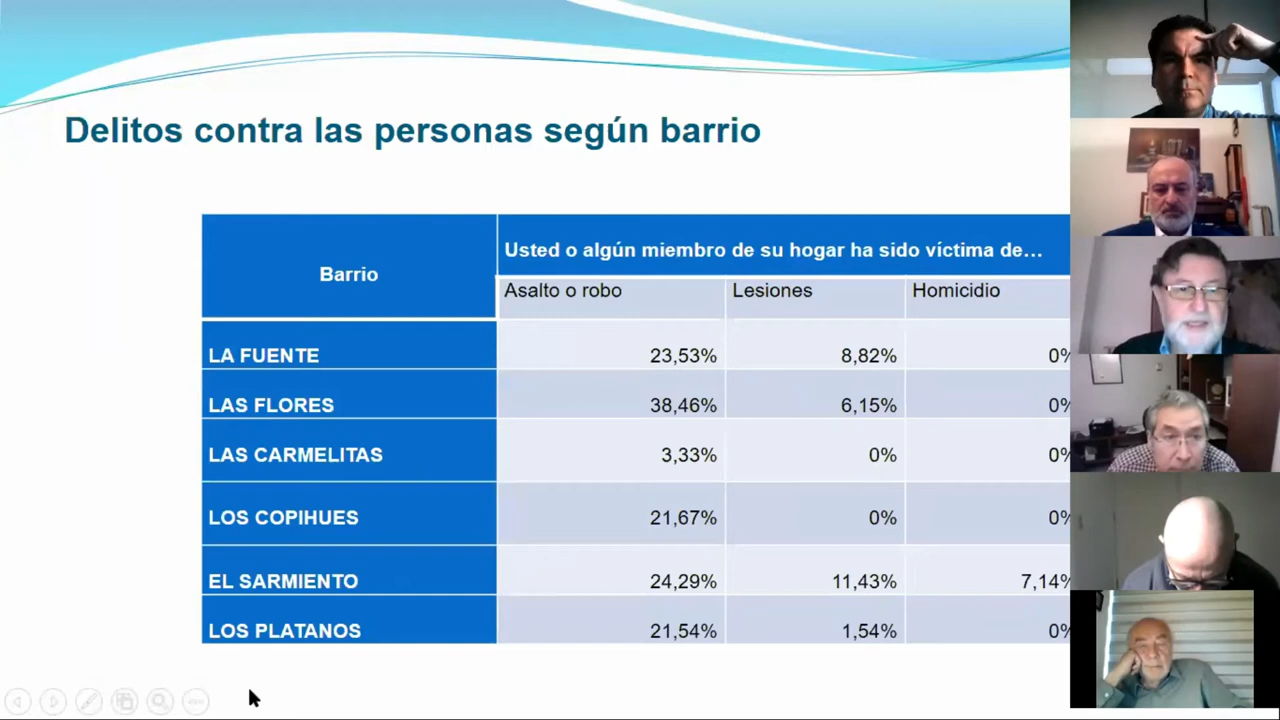 Delitos contra las personas según barrio
Barrio
Usted o algún miembro de su hogar ha sido víctima de…
Asalto o robo Lesiones Homicidio
LA FUENTE 23,53% 8,82% 0%
LAS FLORES 38,46% 6,15% 0%
LAS CARMELITAS 3,33% 0% 0%
LOS COPIHUES 21,67% 0% 0%
EL SARMIENTO 24,29% 11,43% 7,14%
LOS PLATANOS 21,54% 1,54% 0%